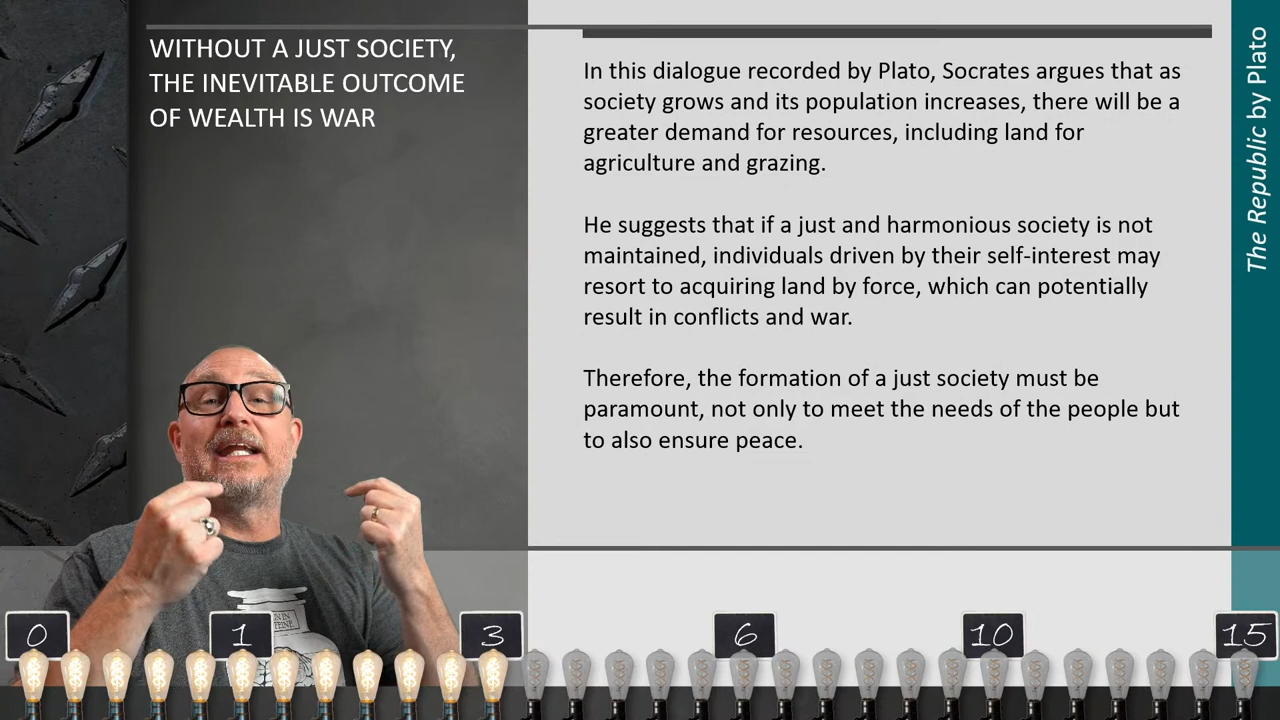 WITHOUT A JUST SOCIETY,
THE INEVITABLE OUTCOME
OF WEALTH IS WAR
In this dialogue recorded by Plato, Socrates argues that as
society grows and its population increases, there will be a
greater demand for resources, including land for
agriculture and grazing.
He suggests that if a just and harmonious society is not
maintained, individuals driven by their self-interest may
resort to acquiring land by force, which can potentially
result in conflicts and war.
Therefore, the formation of a just society must be
paramount, not only to meet the needs of the people but
to also ensure peace.
The Republic by Plato
0
1
3
6
10
15